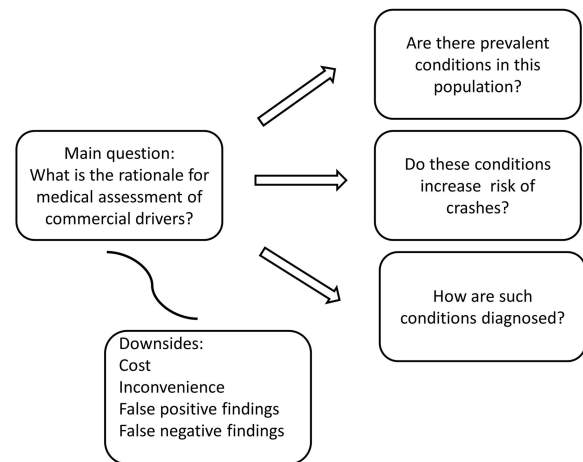 Main question:
What is the rationale for
medical assessment of
commercial drivers?
Are there prevalent
conditions in this
population?
Do these conditions
increase risk of
crashes?
How are such
conditions diagnosed?
Downsides:
Cost
Inconvenience
False positive findings
False negative findings